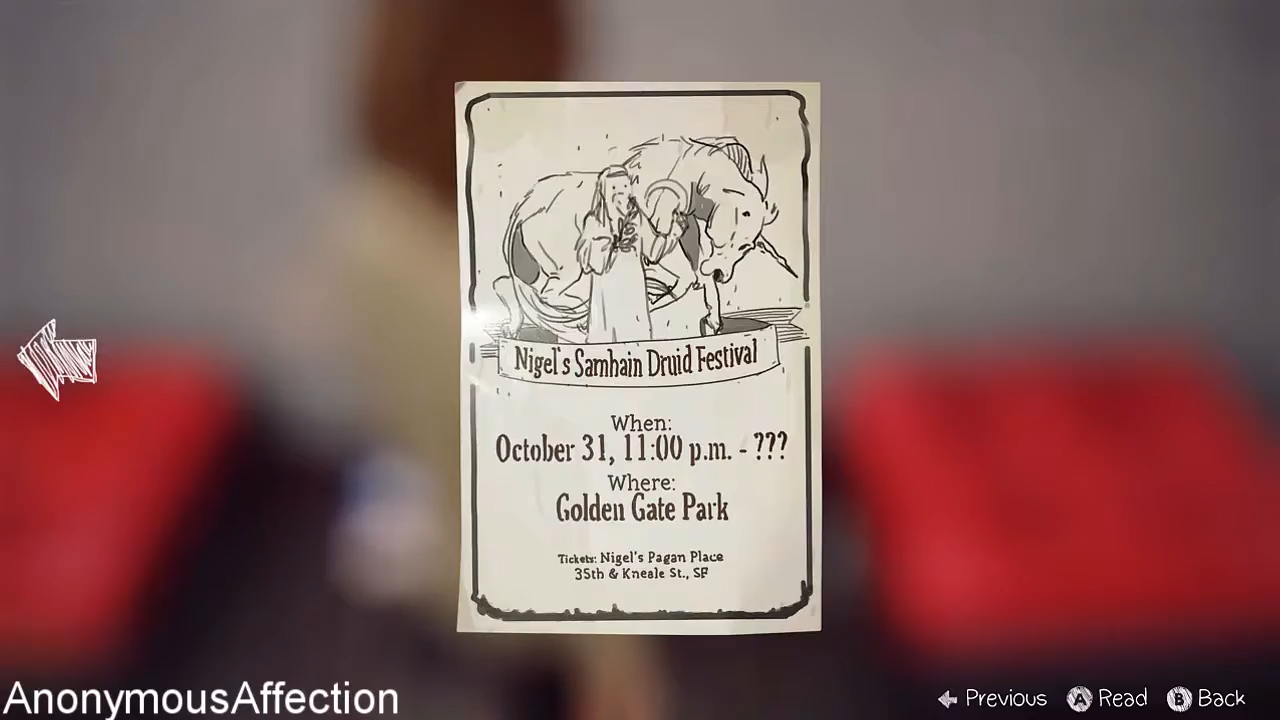 Nigel's Samhain Druid Festival
When:
October 31, 11:00 p.m. - ???
Where:
Golden Gate Park
Tickets: Nigel's Pagan Place
35th & Kneale St., SF
AnonymousAffection
Previous A Read B Back